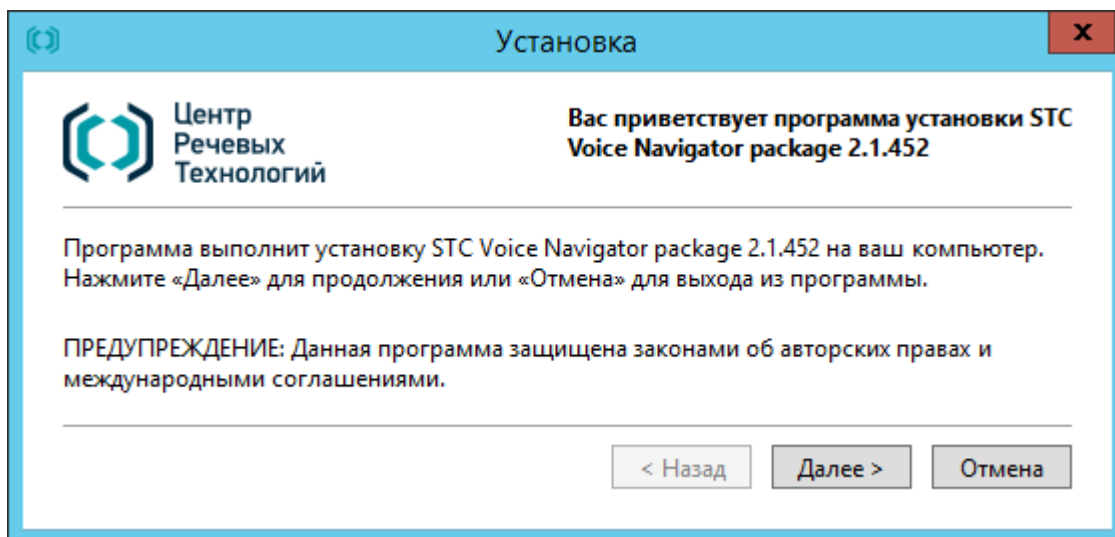 Установка
x
Центр
Речевых
Технологий
Вас приветствует программа установки STC
Voice Navigator package 2.1.452
Программа выполнит установку STC Voice Navigator package 2.1.452 на ваш компьютер.
Нажмите «Далее» для продолжения или «Отмена» для выхода из программы.
ПРЕДУПРЕЖДЕНИЕ: Данная программа защищена законами об авторских правах и
международными соглашениями.
< Назад
Далее >
Отмена